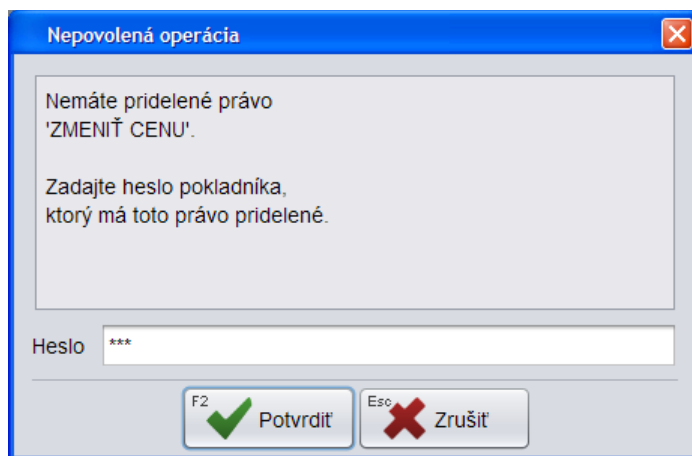 Nepovolená operácia
Nemáte pridelené právo
'ZMENIŤ CENU'.
Zadajte heslo pokladníka,
ktorý má toto právo pridelené.
Heslo ***
F2 Potvrdiť Esc Zrušiť